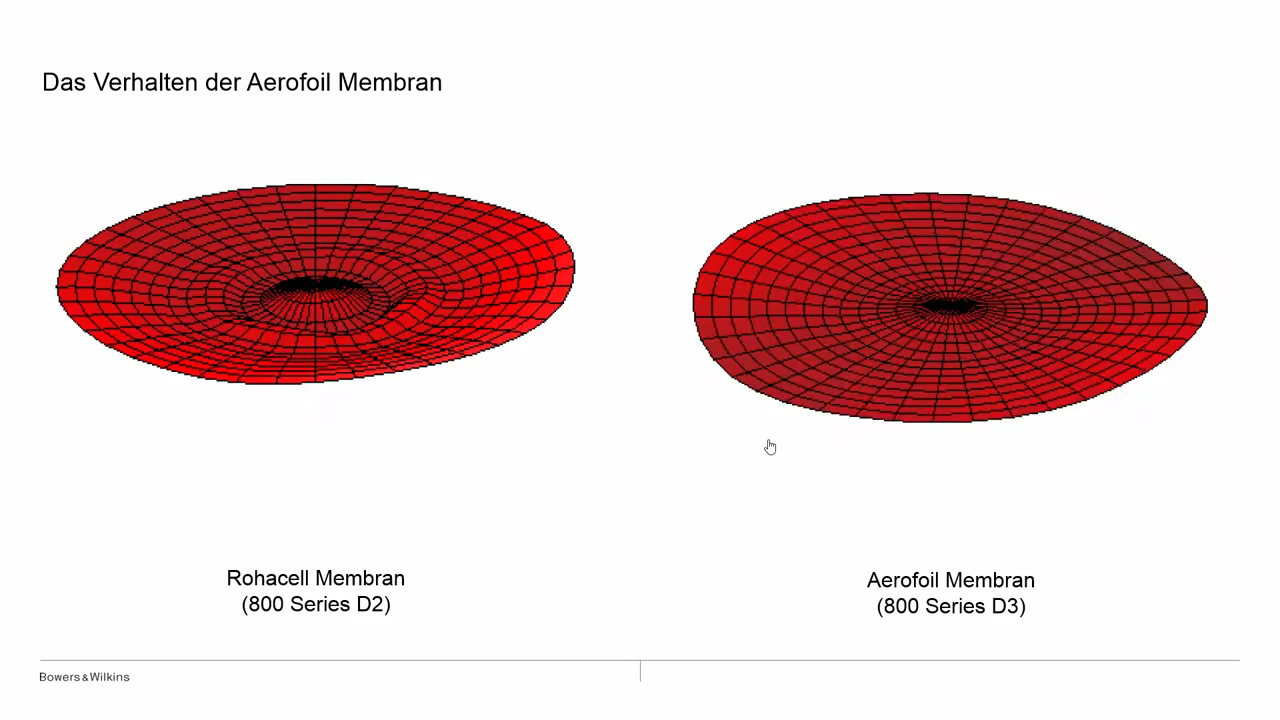 Das Verhalten der Aerofoil Membran
Rohacell Membran
(800 Series D2)
Aerofoil Membran
(800 Series D3)
Bowers & Wilkins